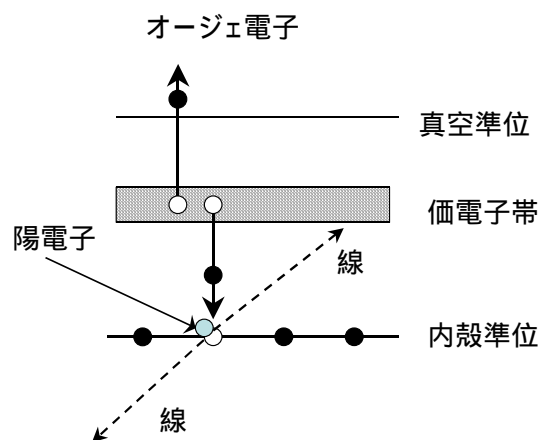 オージェ電子
真空準位
価電子帯
陽電子
線
内殻準位
線